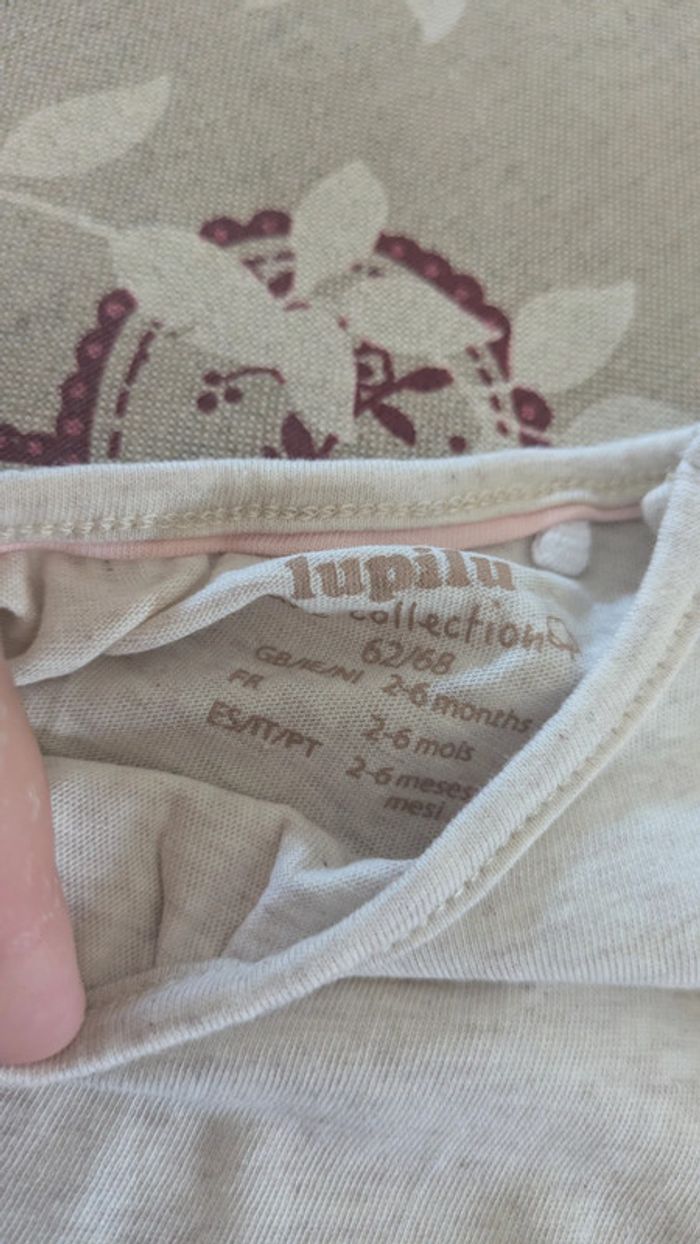 lupilu
collection
62/68
GB/IE/NI 2-6 months
FR 2-6 mois
ES/IT/PT 2-6 meses
mesi